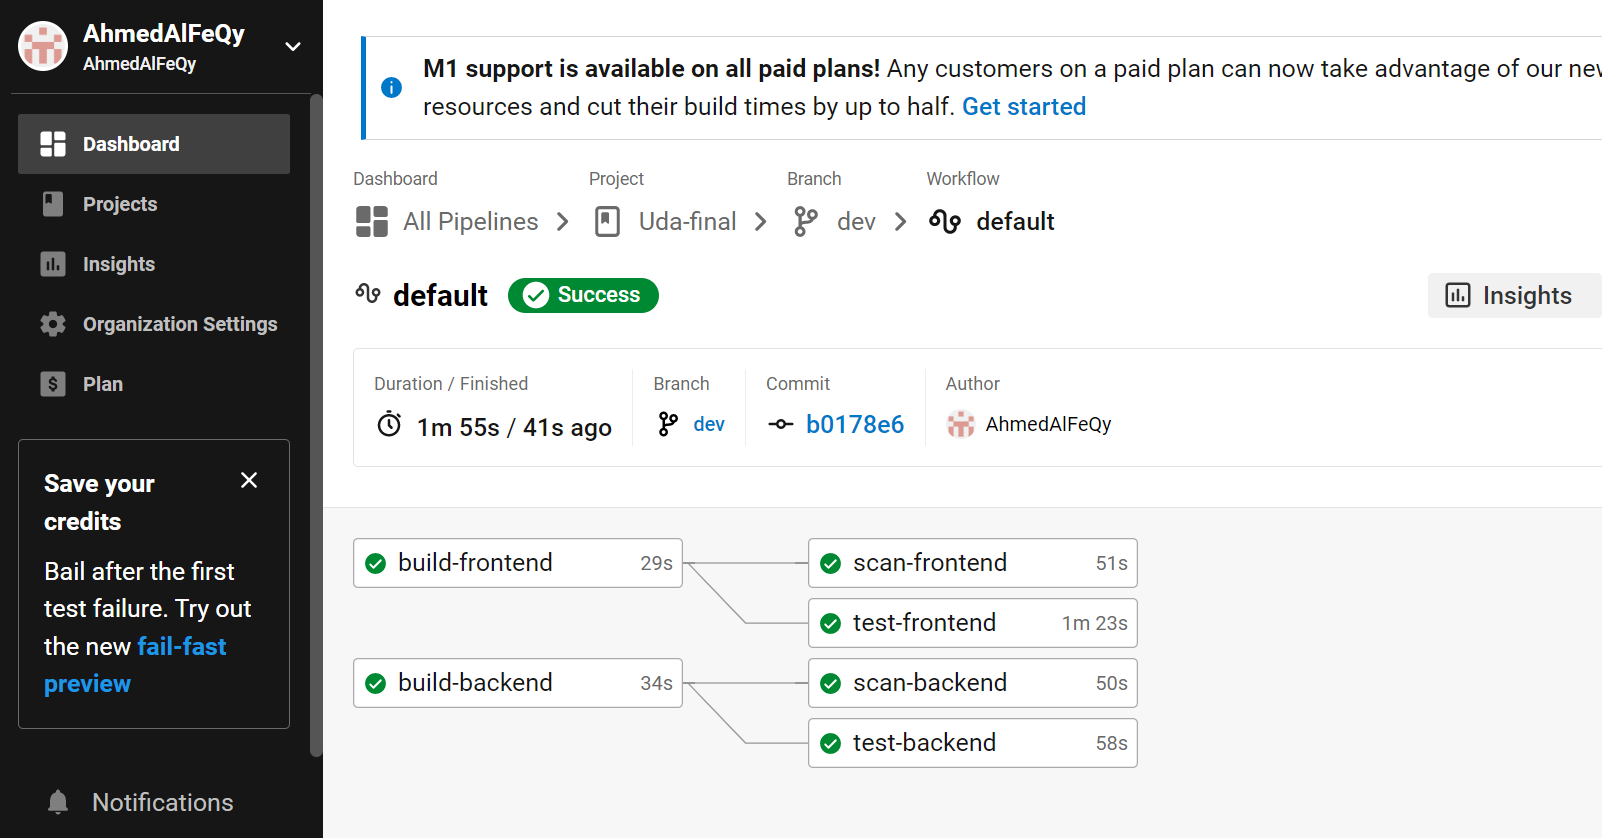 AhmedAlFeQy
AhmedAlFeQy
Dashboard
Projects
Insights
Organization Settings
Plan
Save your
credits
Bail after the first
test failure. Try out
the new fail-fast
preview
Notifications
M1 support is available on all paid plans! Any customers on a paid plan can now take advantage of our new
resources and cut their build times by up to half. Get started
Dashboard Project Branch Workflow
All Pipelines Uda-final dev default
default Success Insights
Duration / Finished Branch Commit Author
1m 55s / 41s ago dev b0178e6 AhmedAlFeQy
build-frontend 29s scan-frontend 51s
test-frontend 1m 23s
build-backend 34s scan-backend 50s
test-backend 58s